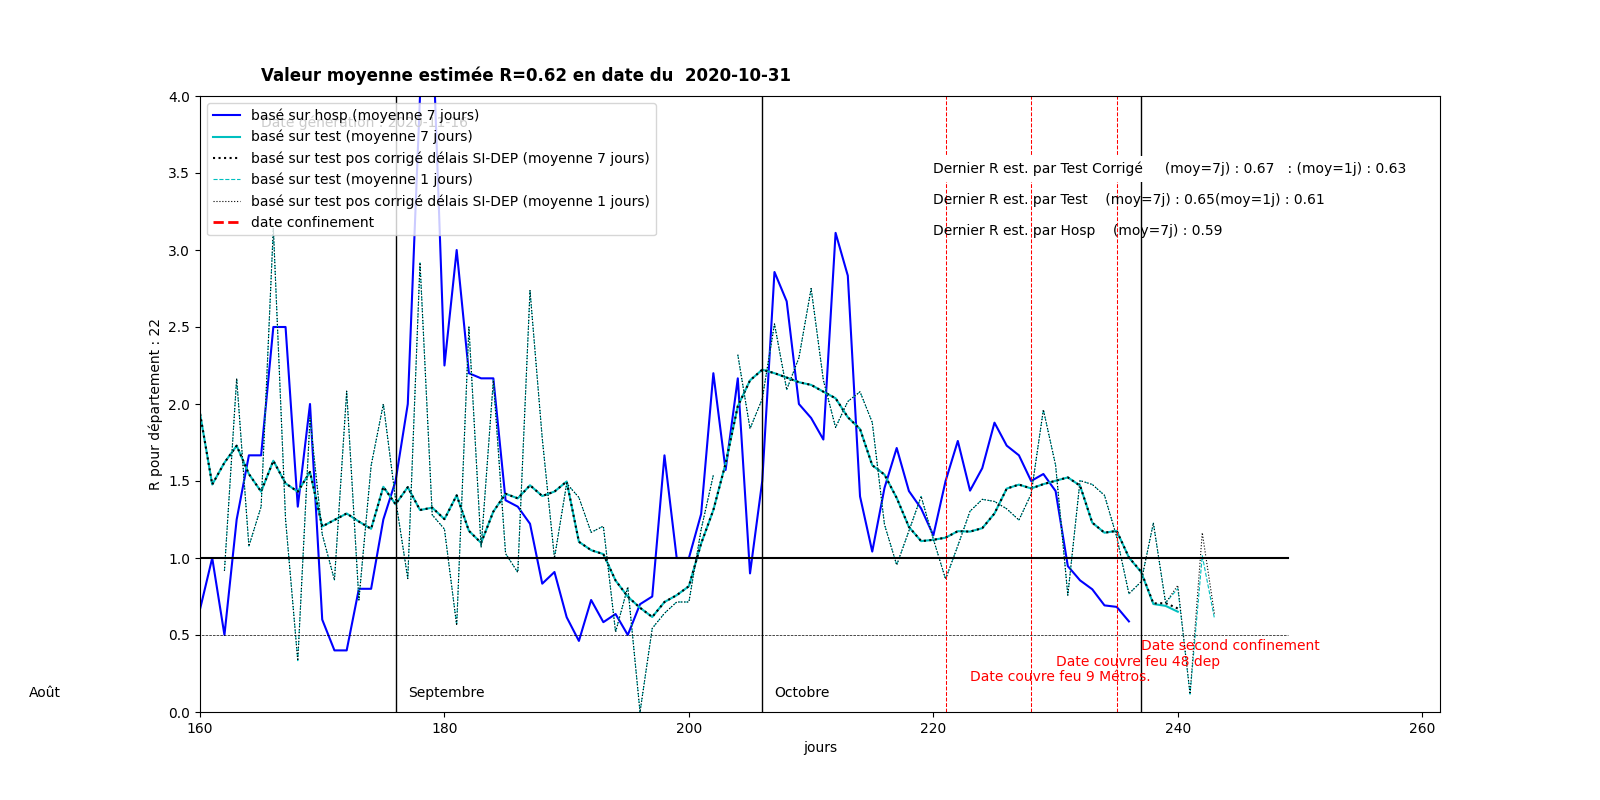 Valeur moyenne estimée R=0.62 en date du  2020-10-31
basé sur hosp (moyenne 7 jours)
basé sur test (moyenne 7 jours)
basé sur test pos corrigé délais SI-DEP (moyenne 7 jours)
basé sur test (moyenne 1 jours)
basé sur test pos corrigé délais SI-DEP (moyenne 1 jours)
date confinement
Dernier R est. par Test Corrigé     (moy=7j) : 0.67   : (moy=1j) : 0.63
Dernier R est. par Test    (moy=7j) : 0.65(moy=1j) : 0.61
Dernier R est. par Hosp    (moy=7j) : 0.59
R pour département : 22
4.0
3.5
3.0
2.5
2.0
1.5
1.0
0.5
0.0
Date second confinement
Date couvre feu 48 dep
Date couvre feu 9 Métros.
Août
Septembre
Octobre
160
180
200
220
240
260
jours